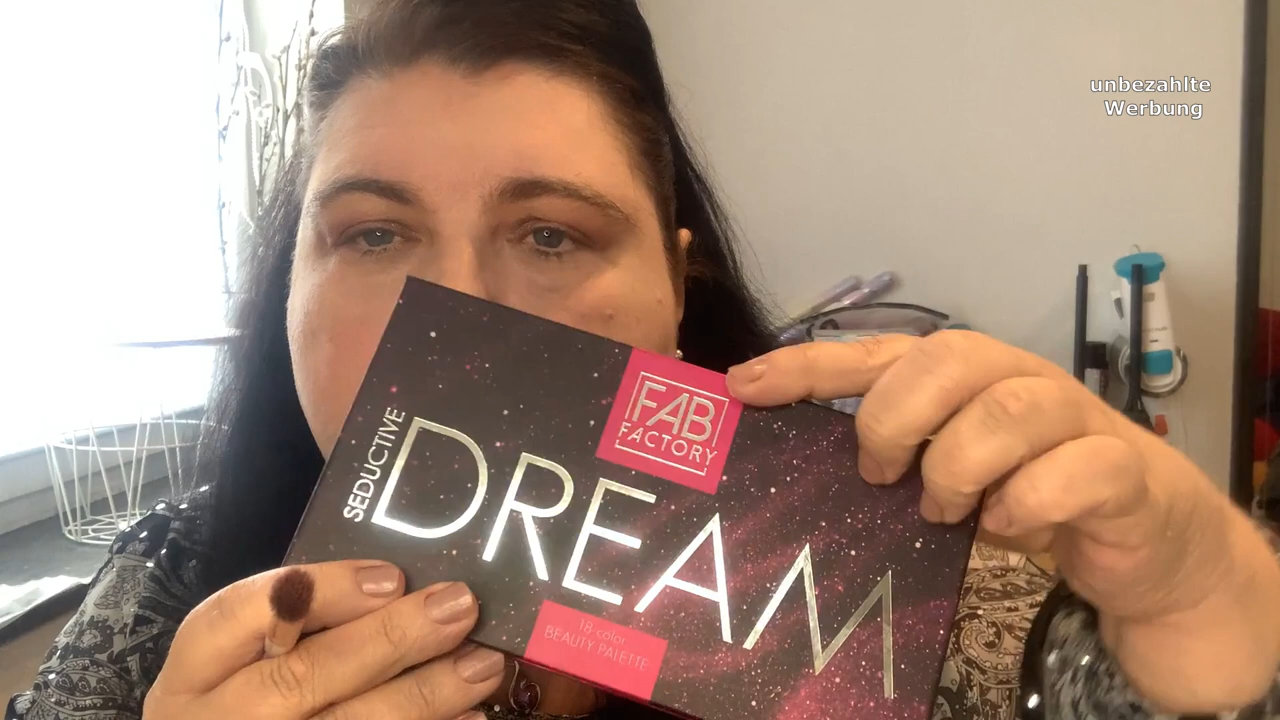 unbezahlte
Werbung
FAB
FACTORY
SEDUCTIVE
DREAM
18-color
BEAUTY PALETTE